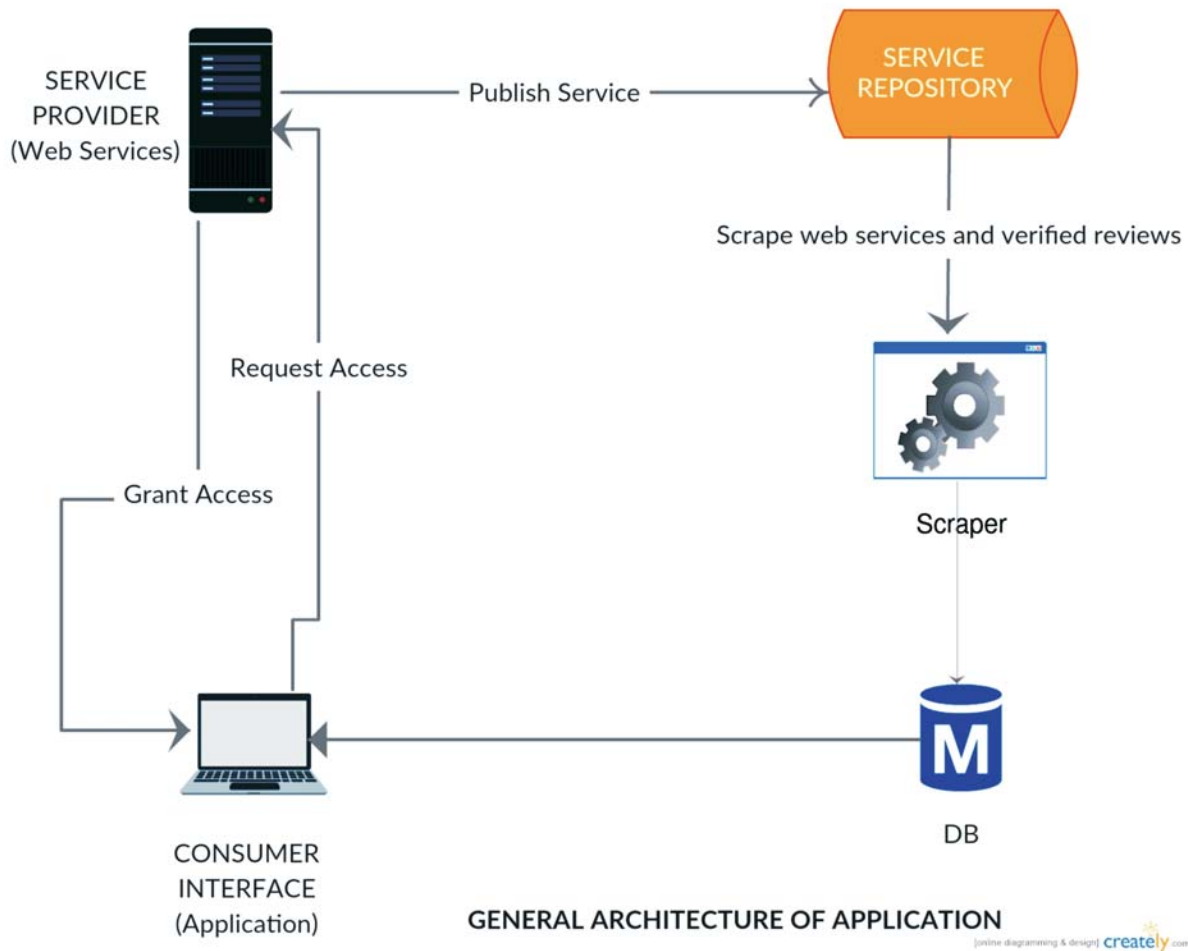 SERVICE
PROVIDER
(Web Services)
Publish Service
SERVICE
REPOSITORY
Scrape web services and verified reviews
Request Access
Grant Access
Scraper
M
DB
CONSUMER
INTERFACE
(Application)
GENERAL ARCHITECTURE OF APPLICATION
[online diagramming & design] creately.com